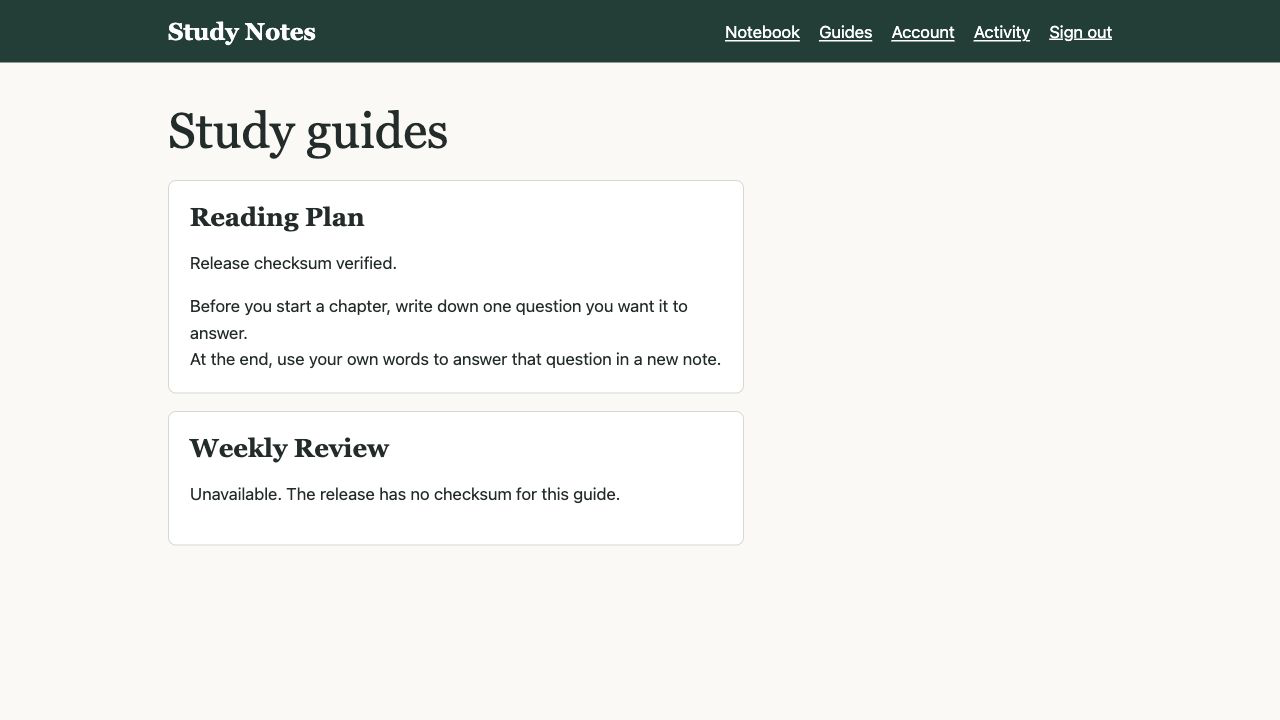 Study Notes
Notebook Guides Account Activity Sign out
Study guides
Reading Plan
Release checksum verified.
Before you start a chapter, write down one question you want it to
answer.
At the end, use your own words to answer that question in a new note.
Weekly Review
Unavailable. The release has no checksum for this guide.